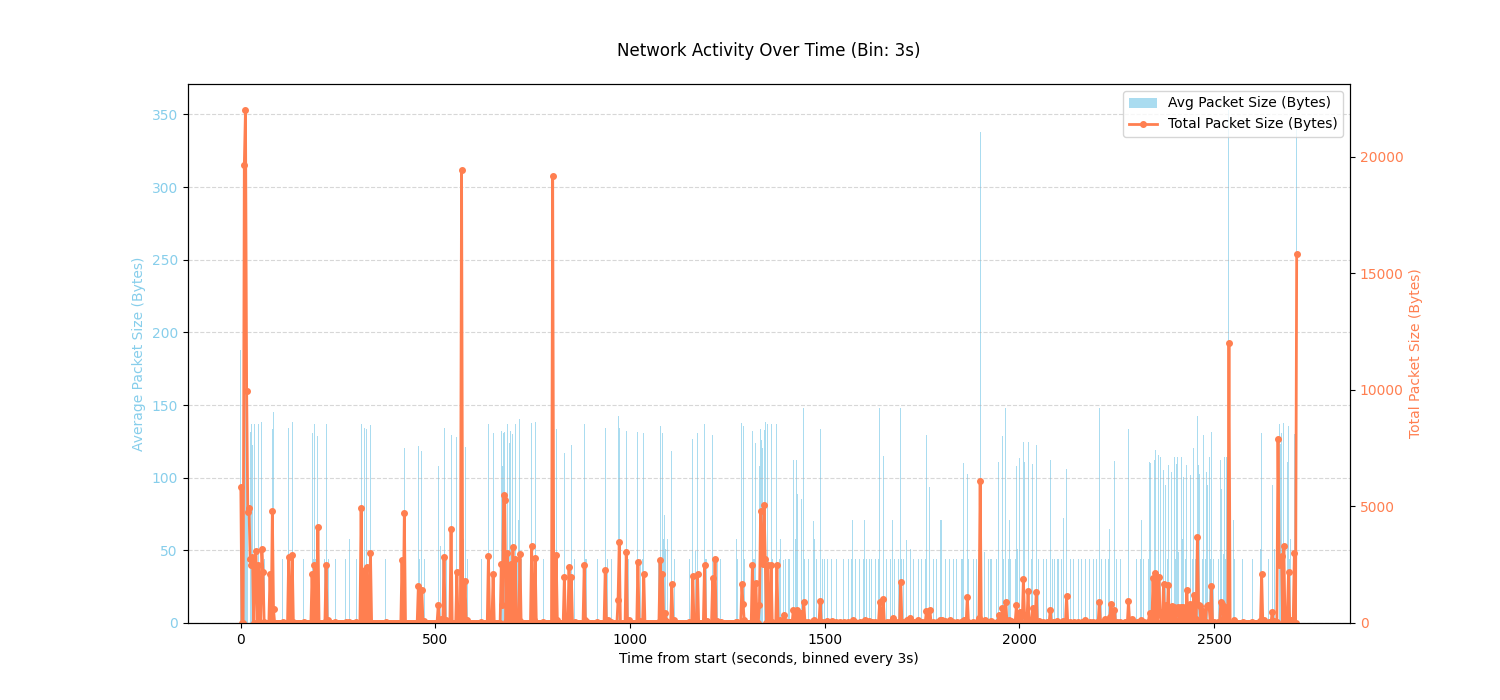 Network Activity Over Time (Bin: 3s)
Avg Packet Size (Bytes)
Total Packet Size (Bytes)
350
300
250
200
150
100
50
0
Average Packet Size (Bytes)
20000
15000
10000
5000
0
Total Packet Size (Bytes)
0 500 1000 1500 2000 2500
Time from start (seconds, binned every 3s)